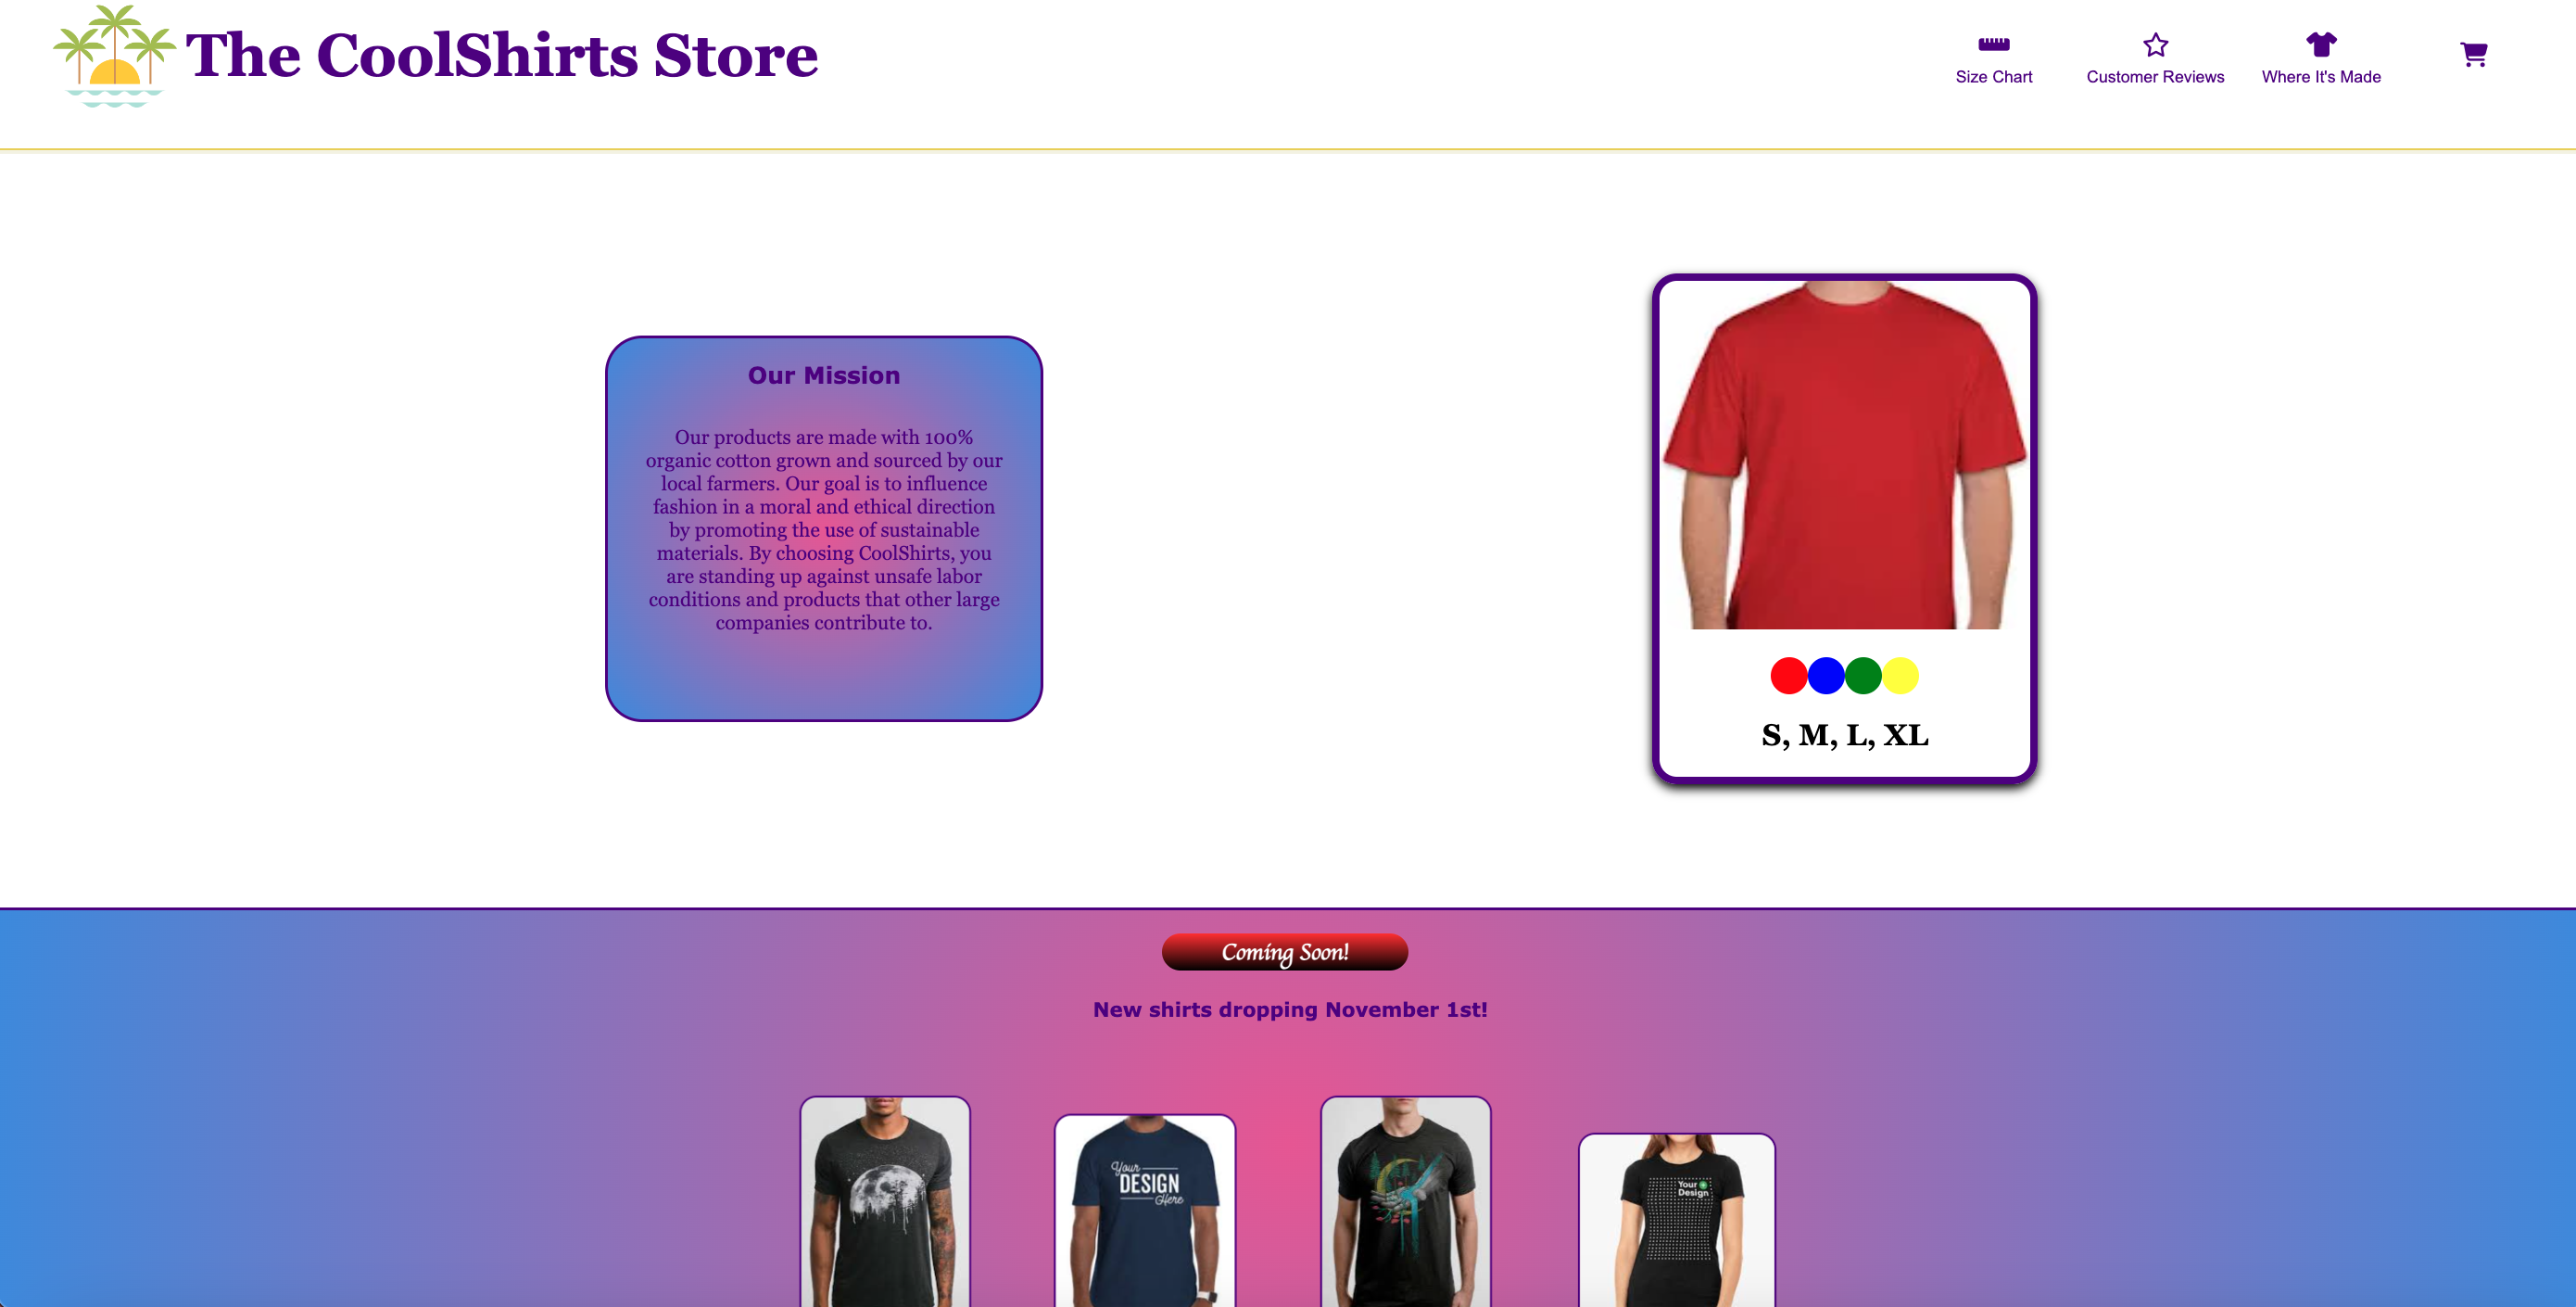 The CoolShirts Store
Size Chart
Customer Reviews
Where It's Made
Our Mission
Our products are made with 100%
organic cotton grown and sourced by our
local farmers. Our goal is to influence
fashion in a moral and ethical direction
by promoting the use of sustainable
materials. By choosing CoolShirts, you
are standing up against unsafe labor
conditions and products that other large
companies contribute to.
S, M, L, XL
Coming Soon!
New shirts dropping November 1st!
Your
DESIGN
Here
Your
Design